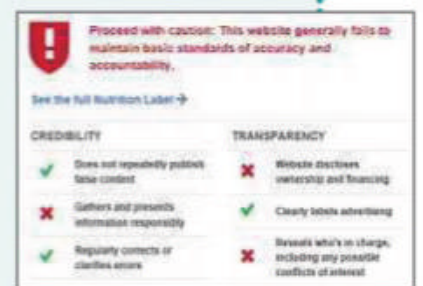 Proceed with caution: This website generally fails to
maintain basic standards of accuracy and
accountability.
See the full Nutrition Label →
CREDIBILITY
Does not repeatedly publish
false content
Gathers and presents
information responsibly
Regularly corrects or
clarifies errors
TRANSPARENCY
Website discloses
ownership and financing
Clearly labels advertising
Reveals who's in charge,
including any possible
conflicts of interest